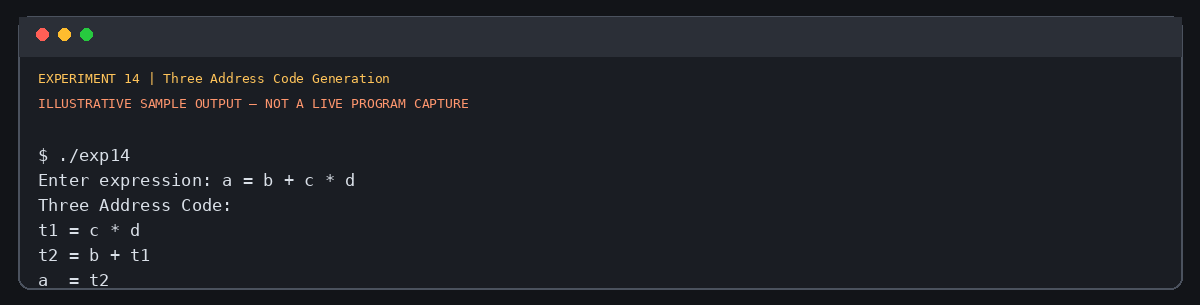 EXPERIMENT 14 | Three Address Code Generation
ILLUSTRATIVE SAMPLE OUTPUT — NOT A LIVE PROGRAM CAPTURE
$ ./exp14
Enter expression: a = b + c * d
Three Address Code:
t1 = c * d
t2 = b + t1
a  = t2